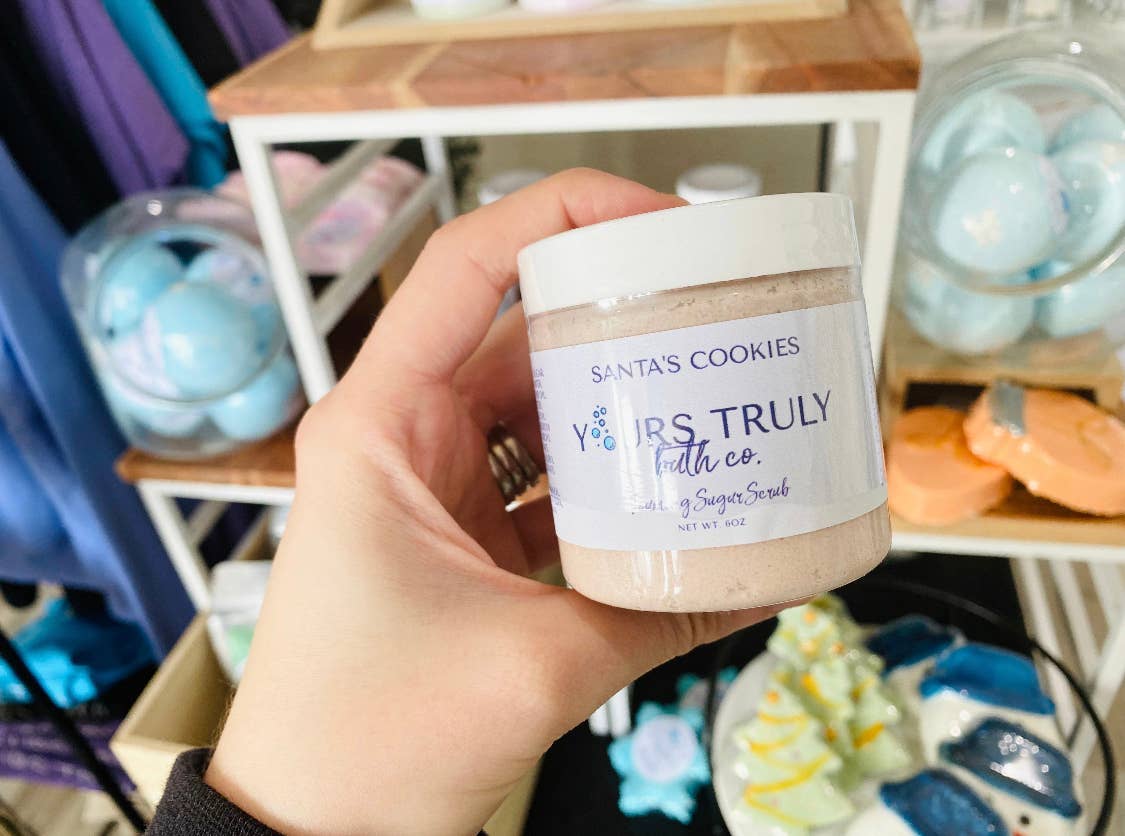 SANTA'S COOKIES
YOURS TRULY
bath co.
Sugar Scrub
NET WT. 6OZ